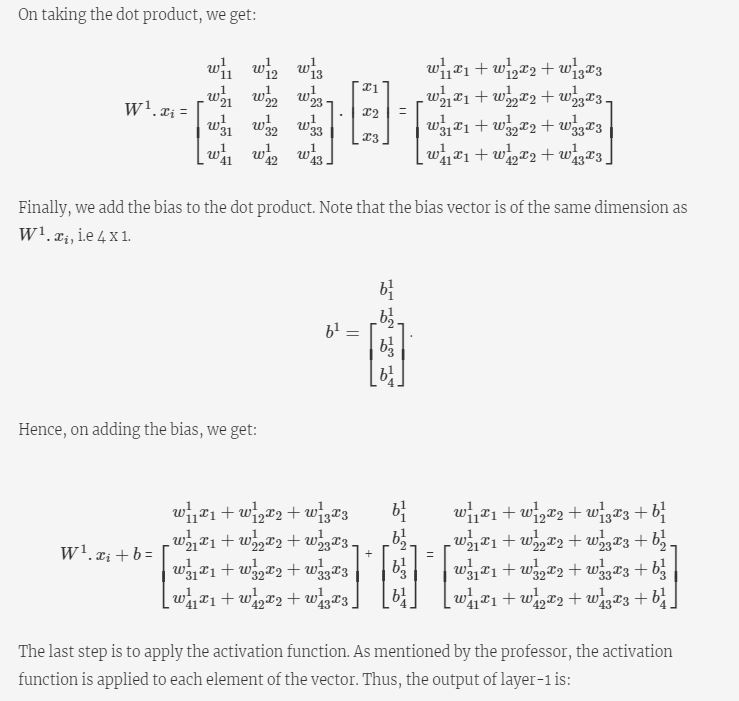 On taking the dot product, we get:
w¹₁₁ w¹₁₂ w¹₁₃
w¹₂₁ w¹₂₂ w¹₂₃
w¹₃₁ w¹₃₂ w¹₃₃
w¹₄₁ w¹₄₂ w¹₄₃
W¹.xᵢ = [ ] . [x₁ x₂ x₃] =
w¹₁₁x₁ + w¹₁₂x₂ + w¹₁₃x₃
w¹₂₁x₁ + w¹₂₂x₂ + w¹₂₃x₃
w¹₃₁x₁ + w¹₃₂x₂ + w¹₃₃x₃
w¹₄₁x₁ + w¹₄₂x₂ + w¹₄₃x₃
Finally, we add the bias to the dot product. Note that the bias vector is of the same dimension as
W¹.xᵢ, i.e 4 x 1.
b¹₁
b¹₂
b¹ = [ ] .
b¹₃
b¹₄
Hence, on adding the bias, we get:
w¹₁₁x₁ + w¹₁₂x₂ + w¹₁₃x₃ b¹₁ w¹₁₁x₁ + w¹₁₂x₂ + w¹₁₃x₃ + b¹₁
W¹.xᵢ + b = [ w¹₂₁x₁ + w¹₂₂x₂ + w¹₂₃x₃ ] + [ b¹₂ ] = [ w¹₂₁x₁ + w¹₂₂x₂ + w¹₂₃x₃ + b¹₂ ]
w¹₃₁x₁ + w¹₃₂x₂ + w¹₃₃x₃ b¹₃ w¹₃₁x₁ + w¹₃₂x₂ + w¹₃₃x₃ + b¹₃
w¹₄₁x₁ + w¹₄₂x₂ + w¹₄₃x₃ b¹₄ w¹₄₁x₁ + w¹₄₂x₂ + w¹₄₃x₃ + b¹₄
The last step is to apply the activation function. As mentioned by the professor, the activation
function is applied to each element of the vector. Thus, the output of layer-1 is: